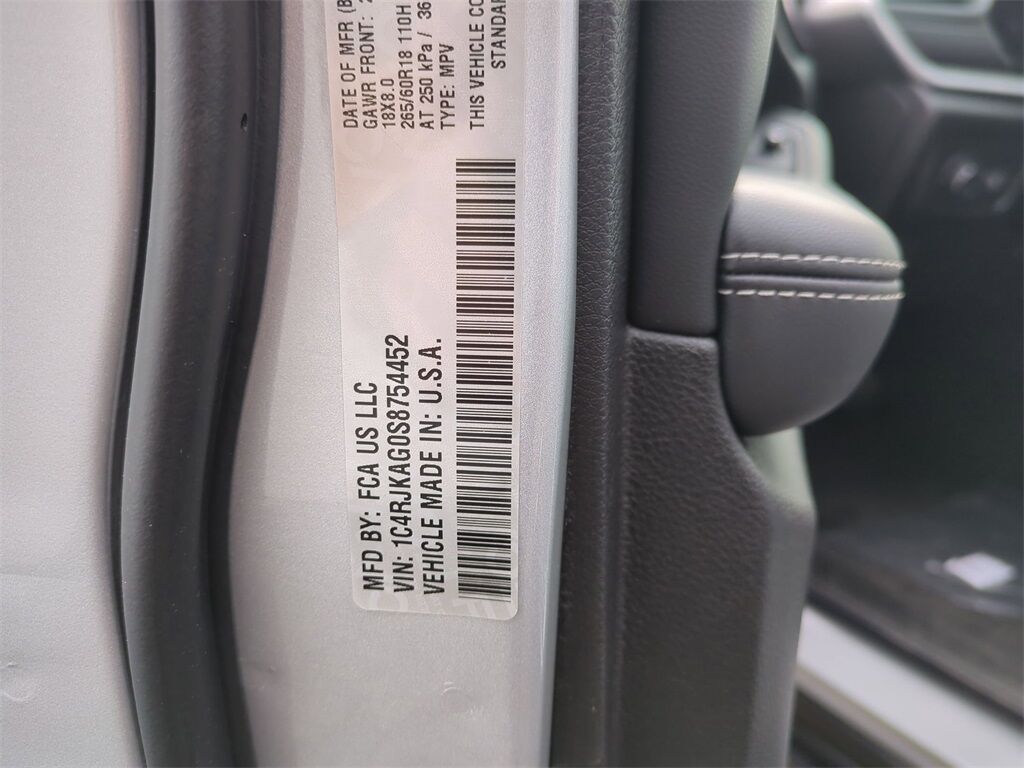 MFD BY: FCA US LLC
VIN: 1C4RJKAG0S8754452
VEHICLE MADE IN: U.S.A.
DATE OF MFR
GAWR FRONT:
18X8.0
265/60R18 110H
AT 250 kPa / 36
TYPE: MPV
THIS VEHICLE